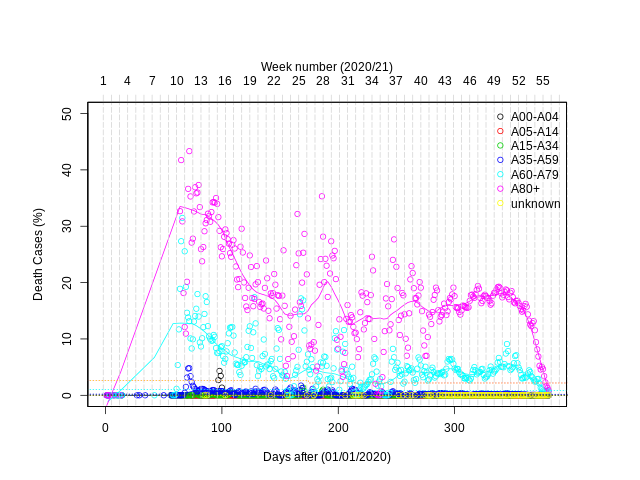 Week number (2020/21)
1 4 7 10 13 16 19 22 25 28 31 34 37 40 43 46 49 52 55
50
40
30
20
10
0
Death Cases (%)
A00-A04
A05-A14
A15-A34
A35-A59
A60-A79
A80+
unknown
0 100 200 300
Days after (01/01/2020)